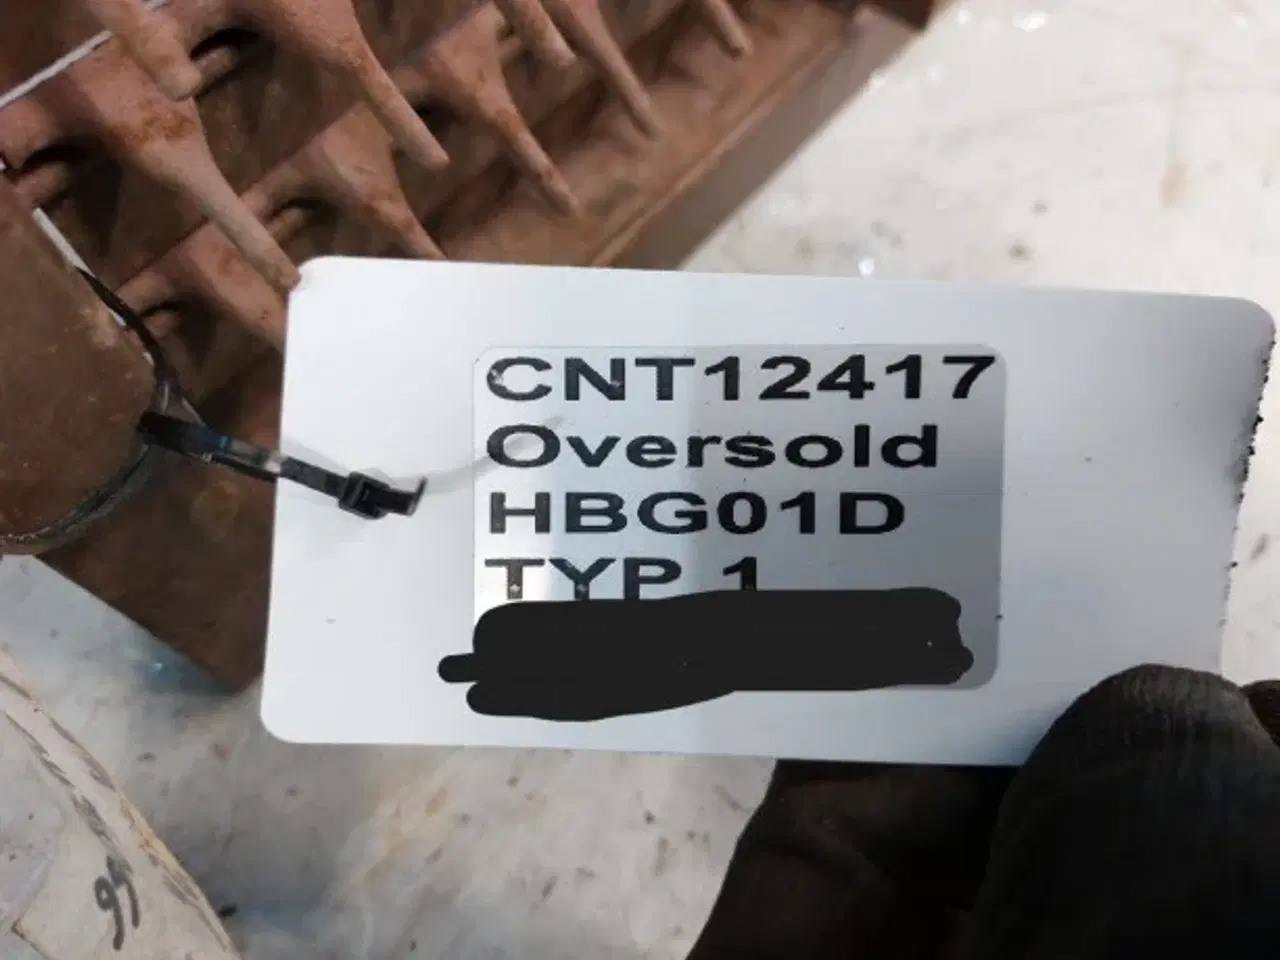 CNT12417
Oversold
HBG01D
TYP 1